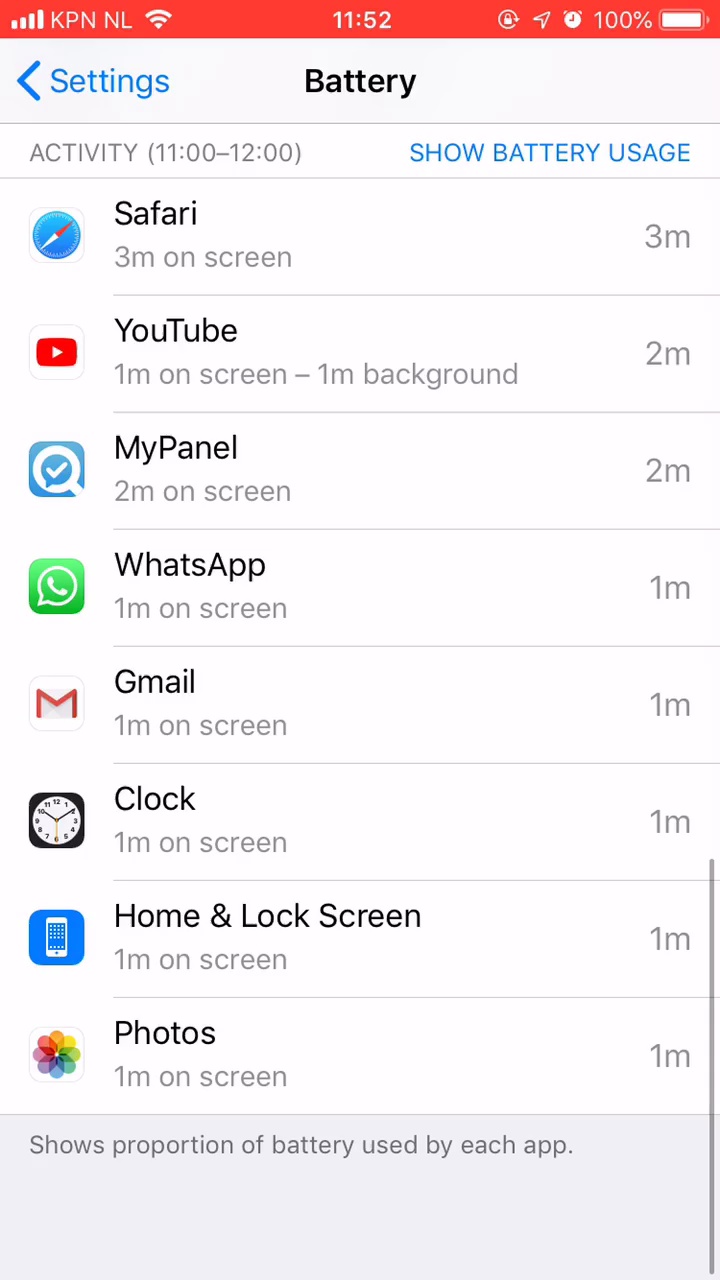 KPN NL 11:52 100%
Settings Battery
ACTIVITY (11:00–12:00) SHOW BATTERY USAGE
Safari
3m on screen
3m
YouTube
1m on screen – 1m background
2m
MyPanel
2m on screen
2m
WhatsApp
1m on screen
1m
Gmail
1m on screen
1m
Clock
1m on screen
1m
Home & Lock Screen
1m on screen
1m
Photos
1m on screen
1m
Shows proportion of battery used by each app.